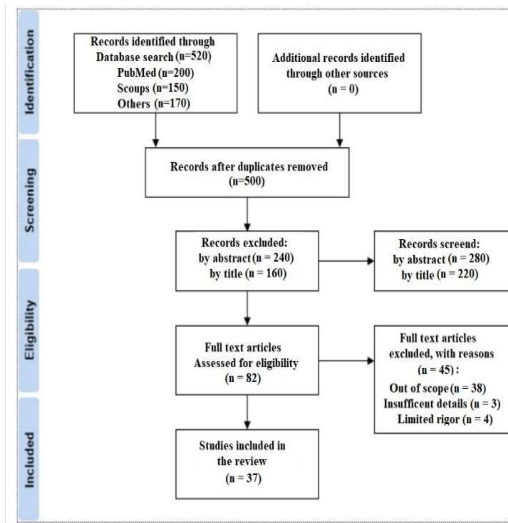 Identification
Records identified through
Database search (n=520)
PubMed (n=200)
Scoups (n=150)
Others (n=170)
Additional records identified
through other sources
(n = 0)
Screening
Records after duplicates removed
(n=500)
Records excluded:
by abstract (n = 240)
by title (n = 160)
Records screend:
by abstract (n = 280)
by title (n = 220)
Eligibility
Full text articles
Assessed for eligibility
(n = 82)
Full text articles
excluded, with reasons
(n = 45) :
Out of scope (n = 38)
Insufficent details (n = 3)
Limited rigor (n = 4)
Included
Studies included in
the review
(n = 37)